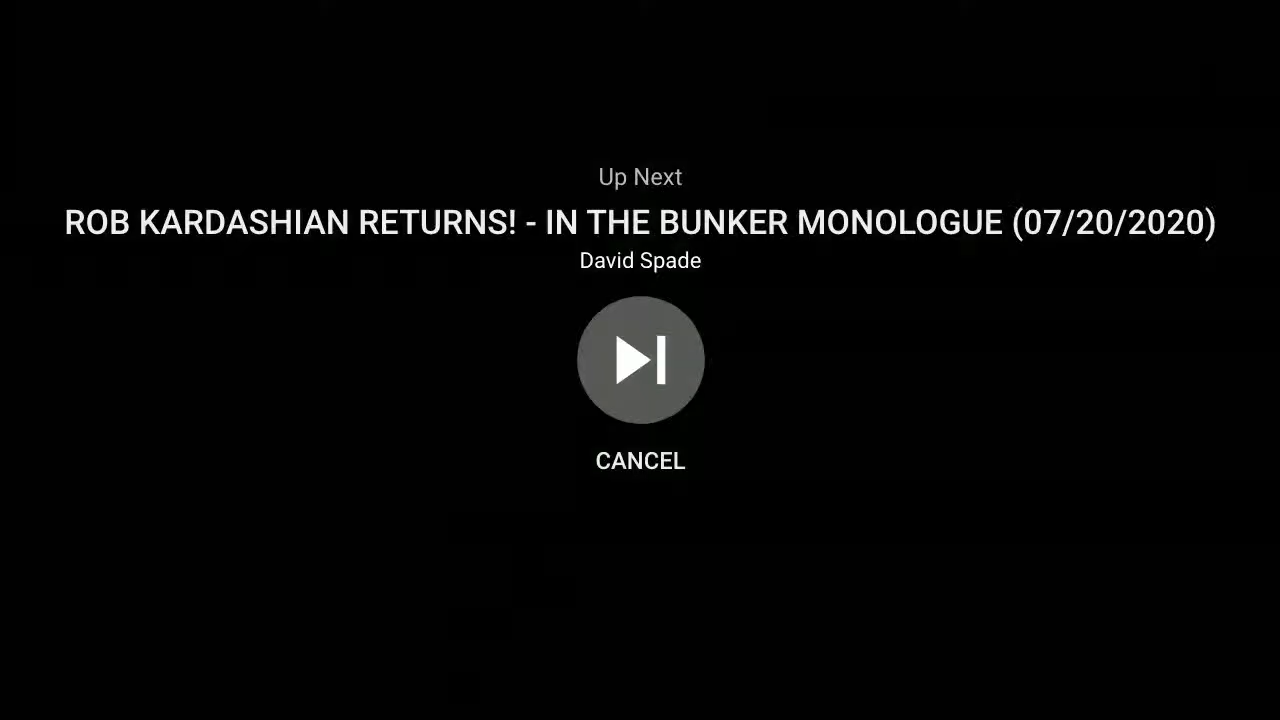 Up Next
ROB KARDASHIAN RETURNS! - IN THE BUNKER MONOLOGUE (07/20/2020)
David Spade
CANCEL